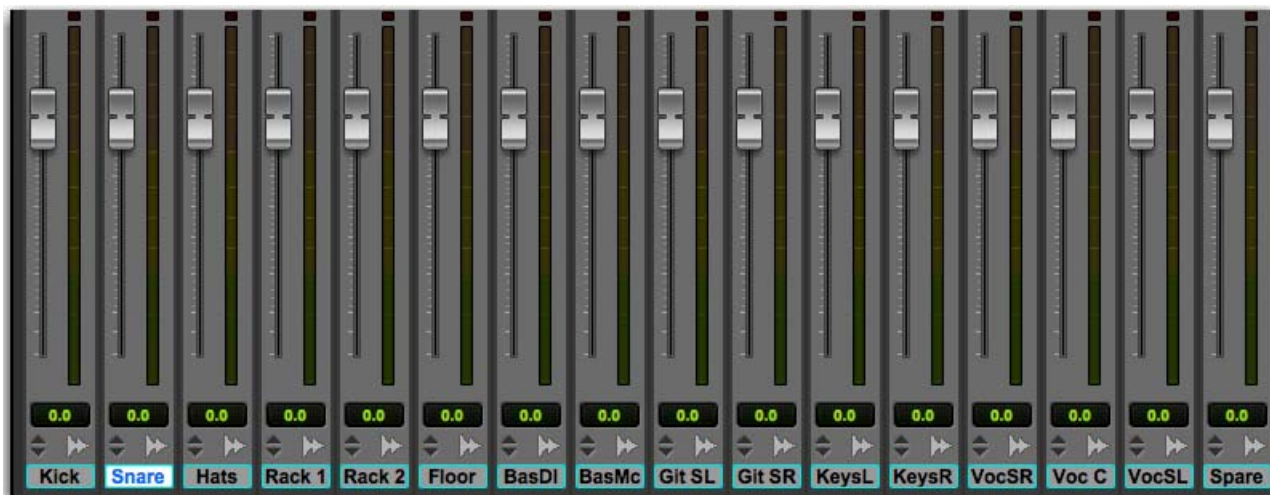 0.0 0.0 0.0 0.0 0.0 0.0 0.0 0.0 0.0 0.0 0.0 0.0 0.0 0.0 0.0 0.0
Kick Snare Hats Rack 1 Rack 2 Floor BasDI BasMc Git SL Git SR KeysL KeysR VocSR Voc C VocSL Spare